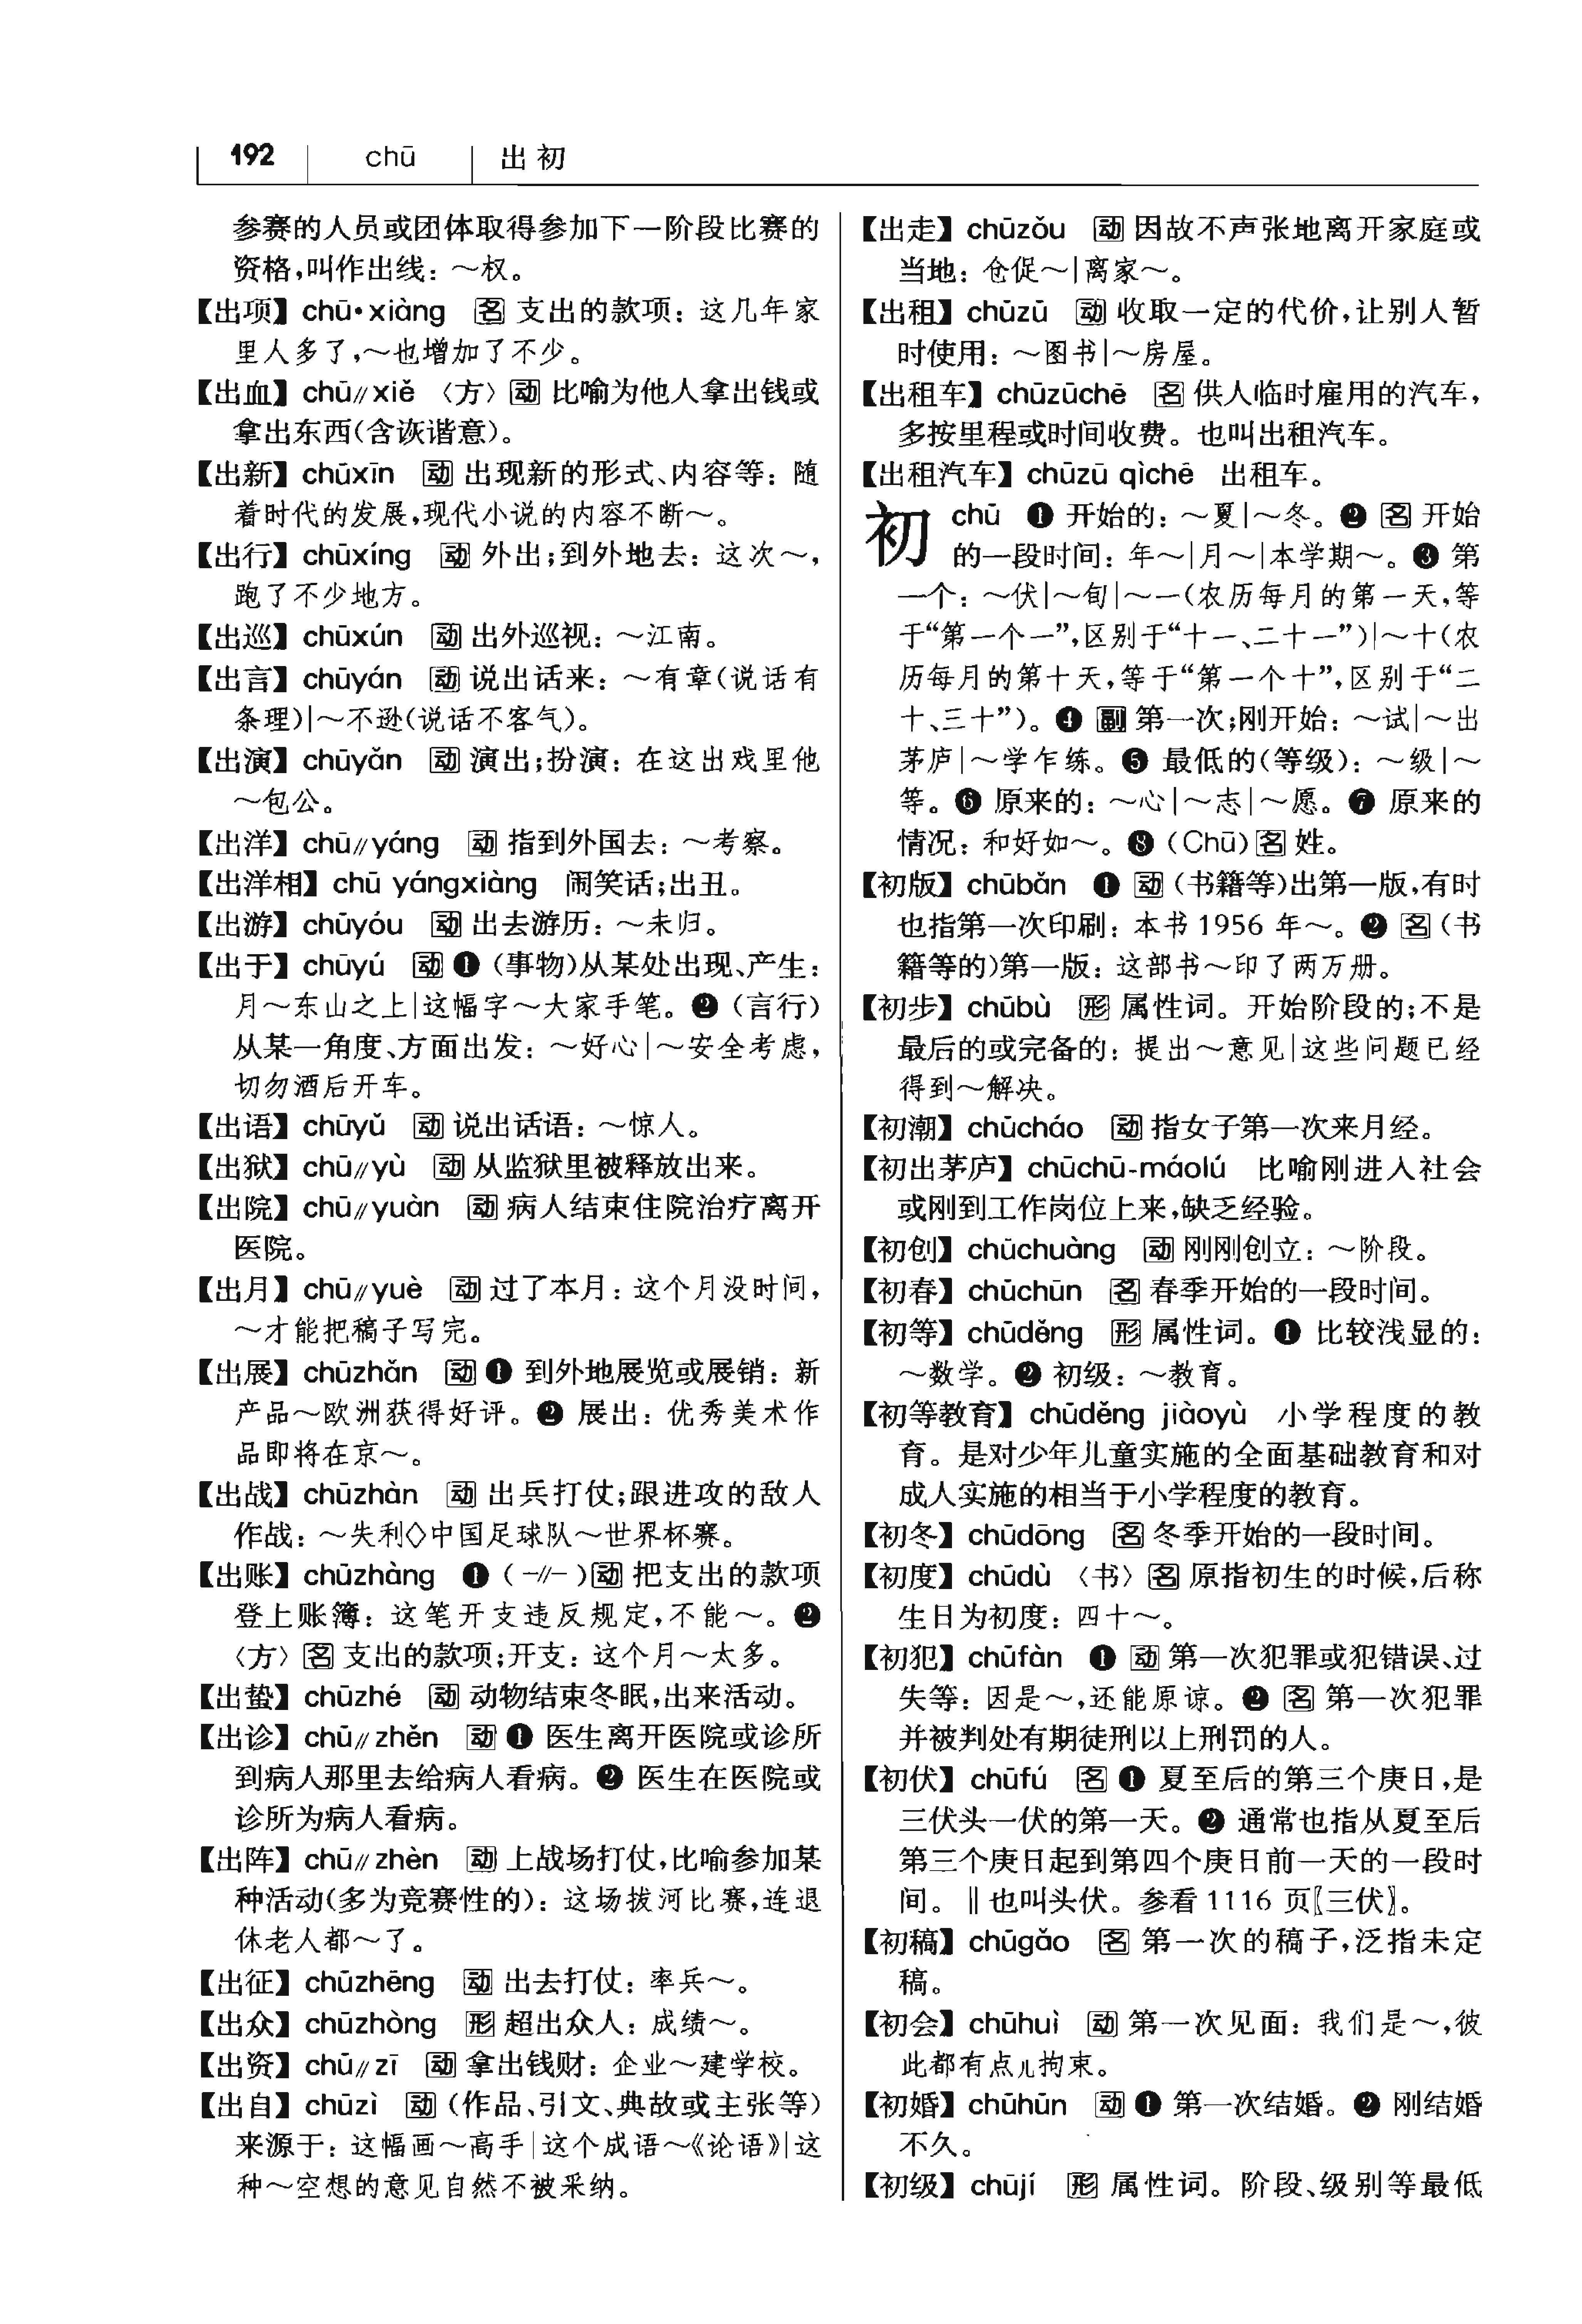 192 chū 出 初
参赛的人员或团体取得参加下一阶段比赛的
资格,叫作出线：～权。
【出项】 chū•xiàng 名 支出的款项：这几年家
里人多了,～也增加了不少。
【出血】 chū//xiě 〈方〉 动 比喻为他人拿出钱或
拿出东西(含诙谐意)。
【出新】 chūxīn 动 出现新的形式、内容等：随
着时代的发展,现代小说的内容不断～。
【出行】 chūxíng 动 外出;到外地去：这次～,
跑了不少地方。
【出巡】 chūxún 动 出外巡视：～江南。
【出言】 chūyán 动 说出话来：～有章(说话有
条理)|～不逊(说话不客气)。
【出演】 chūyǎn 动 演出;扮演：在这出戏里他
～包公。
【出洋】 chū//yáng 动 指到外国去：～考察。
【出洋相】 chū yángxiàng 闹笑话;出丑。
【出游】 chūyóu 动 出去游历：～未归。
【出于】 chūyú 动 ❶ (事物)从某处出现、产生：
月～东山之上|这幅字～大家手笔。❷ (言行)
从某一角度、方面出发：～好心|～安全考虑,
切勿酒后开车。
【出语】 chūyǔ 动 说出话语：～惊人。
【出狱】 chū//yù 动 从监狱里被释放出来。
【出院】 chū//yuàn 动 病人结束住院治疗离开
医院。
【出月】 chū//yuè 动 过了本月：这个月没时间,
～才能把稿子写完。
【出展】 chūzhǎn 动 ❶ 到外地展览或展销：新
产品～欧洲获得好评。❷ 展出：优秀美术作
品即将在京～。
【出战】 chūzhàn 动 出兵打仗;跟进攻的敌人
作战：～失利◇中国足球队～世界杯赛。
【出账】 chūzhàng ❶ (-//-) 动 把支出的款项
登上账簿：这笔开支违反规定,不能～。❷
〈方〉 名 支出的款项;开支：这个月～太多。
【出蛰】 chūzhé 动 动物结束冬眠,出来活动。
【出诊】 chū//zhěn 动 ❶ 医生离开医院或诊所
到病人那里去给病人看病。❷ 医生在医院或
诊所为病人看病。
【出阵】 chū//zhèn 动 上战场打仗,比喻参加某
种活动(多为竞赛性的)：这场拔河比赛,连退
休老人都～了。
【出征】 chūzhēng 动 出去打仗：率兵～。
【出众】 chūzhòng 形 超出众人：成绩～。
【出资】 chū//zī 动 拿出钱财：企业～建学校。
【出自】 chūzì 动 (作品、引文、典故或主张等)
来源于：这幅画～高手|这个成语～《论语》|这
种～空想的意见自然不被采纳。
【出走】 chūzǒu 动 因故不声张地离开家庭或
当地：仓促～|离家～。
【出租】 chūzū 动 收取一定的代价,让别人暂
时使用：～图书|～房屋。
【出租车】 chūzūchē 名 供人临时雇用的汽车,
多按里程或时间收费。也叫出租汽车。
【出租汽车】 chūzū qìchē 出租车。
初 chū ❶ 开始的：～夏|～冬。❷ 名 开始
的一段时间：年～|月～|本学期～。❸ 第
一个：～伏|～旬|～一(农历每月的第一天,等
于“第一个一”,区别于“十一、二十一”)|～十(农
历每月的第十天,等于“第一个十”,区别于“二
十、三十”)。❹ 副 第一次;刚开始：～试|～出
茅庐|～学乍练。❺ 最低的(等级)：～级|～
等。❻ 原来的：～心|～志|～愿。❼ 原来的
情况：和好如～。❽ (Chū) 名 姓。
【初版】 chūbǎn ❶ 动 (书籍等)出第一版,有时
也指第一次印刷：本书 1956 年～。❷ 名 (书
籍等的)第一版：这部书～印了两万册。
【初步】 chūbù 形 属性词。开始阶段的;不是
最后的或完备的：提出～意见|这些问题已经
得到～解决。
【初潮】 chūcháo 动 指女子第一次来月经。
【初出茅庐】 chūchū-máolú 比喻刚进入社会
或刚到工作岗位上来,缺乏经验。
【初创】 chūchuàng 动 刚刚创立：～阶段。
【初春】 chūchūn 名 春季开始的一段时间。
【初等】 chūděng 形 属性词。❶ 比较浅显的：
～数学。❷ 初级：～教育。
【初等教育】 chūděng jiàoyù 小学程度的教
育。是对少年儿童实施的全面基础教育和对
成人实施的相当于小学程度的教育。
【初冬】 chūdōng 名 冬季开始的一段时间。
【初度】 chūdù 〈书〉 名 原指初生的时候,后称
生日为初度：四十～。
【初犯】 chūfàn ❶ 动 第一次犯罪或犯错误、过
失等：因是～,还能原谅。❷ 名 第一次犯罪
并被判处有期徒刑以上刑罚的人。
【初伏】 chūfú 名 ❶ 夏至后的第三个庚日,是
三伏头一伏的第一天。❷ 通常也指从夏至后
第三个庚日起到第四个庚日前一天的一段时
间。‖也叫头伏。参看 1116 页〖三伏〗。
【初稿】 chūgǎo 名 第一次的稿子,泛指未定
稿。
【初会】 chūhuì 动 第一次见面：我们是～,彼
此都有点儿拘束。
【初婚】 chūhūn 动 ❶ 第一次结婚。❷ 刚结婚
不久。
【初级】 chūjí 形 属性词。阶段、级别等最低